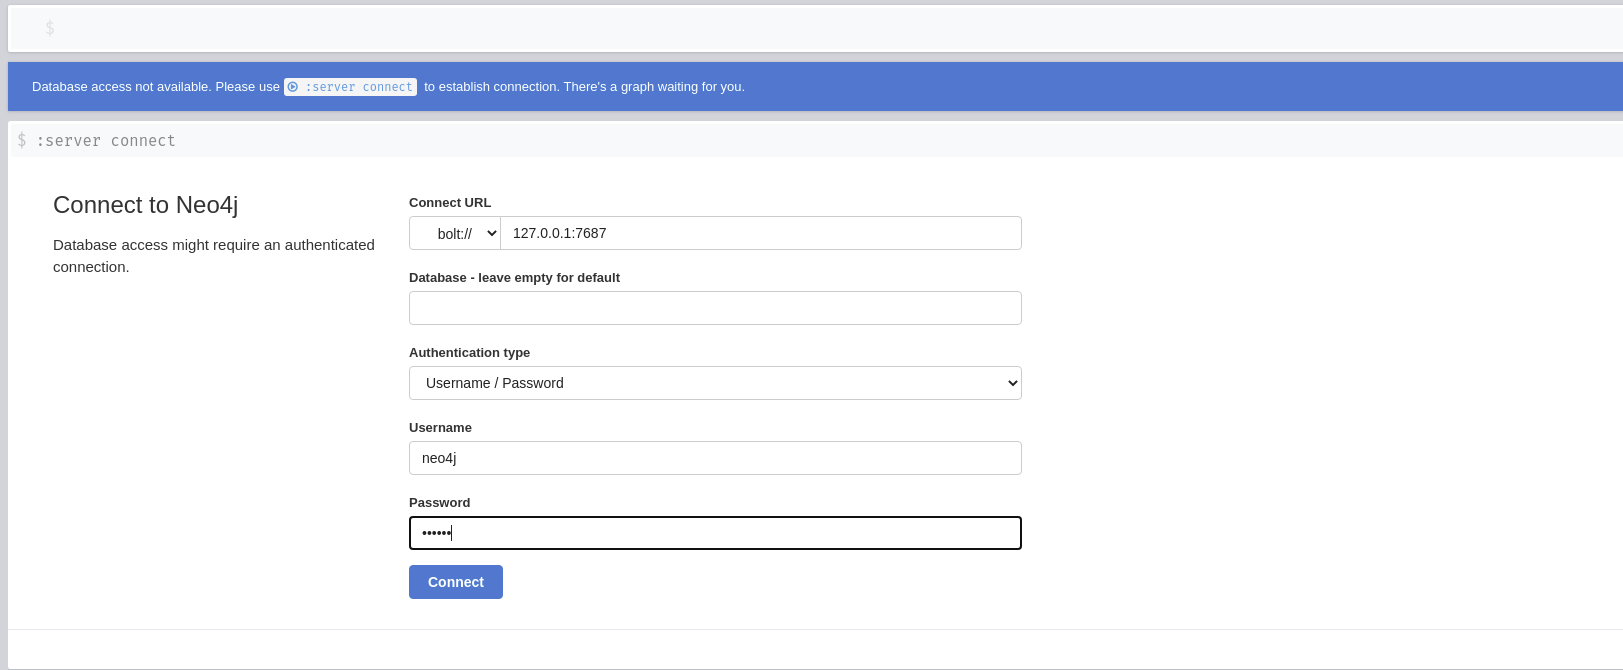 $
Database access not available. Please use :server connect to establish connection. There's a graph waiting for you.
$ :server connect
Connect to Neo4j
Database access might require an authenticated
connection.
Connect URL
bolt:// 127.0.0.1:7687
Database - leave empty for default
Authentication type
Username / Password
Username
neo4j
Password
••••••
Connect